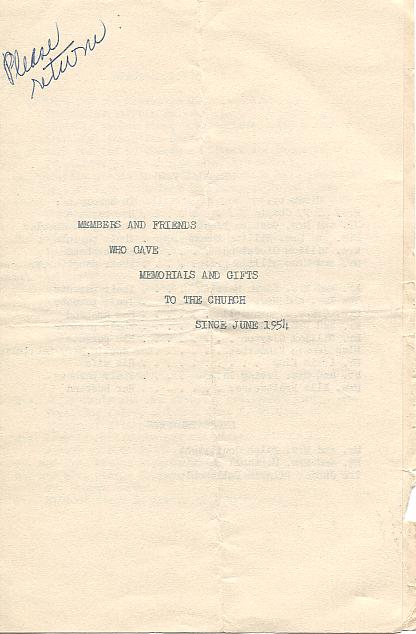 Please
return
MEMBERS AND FRIENDS
WHO GAVE
MEMORIALS AND GIFTS
TO THE CHURCH
SINCE JUNE 1954